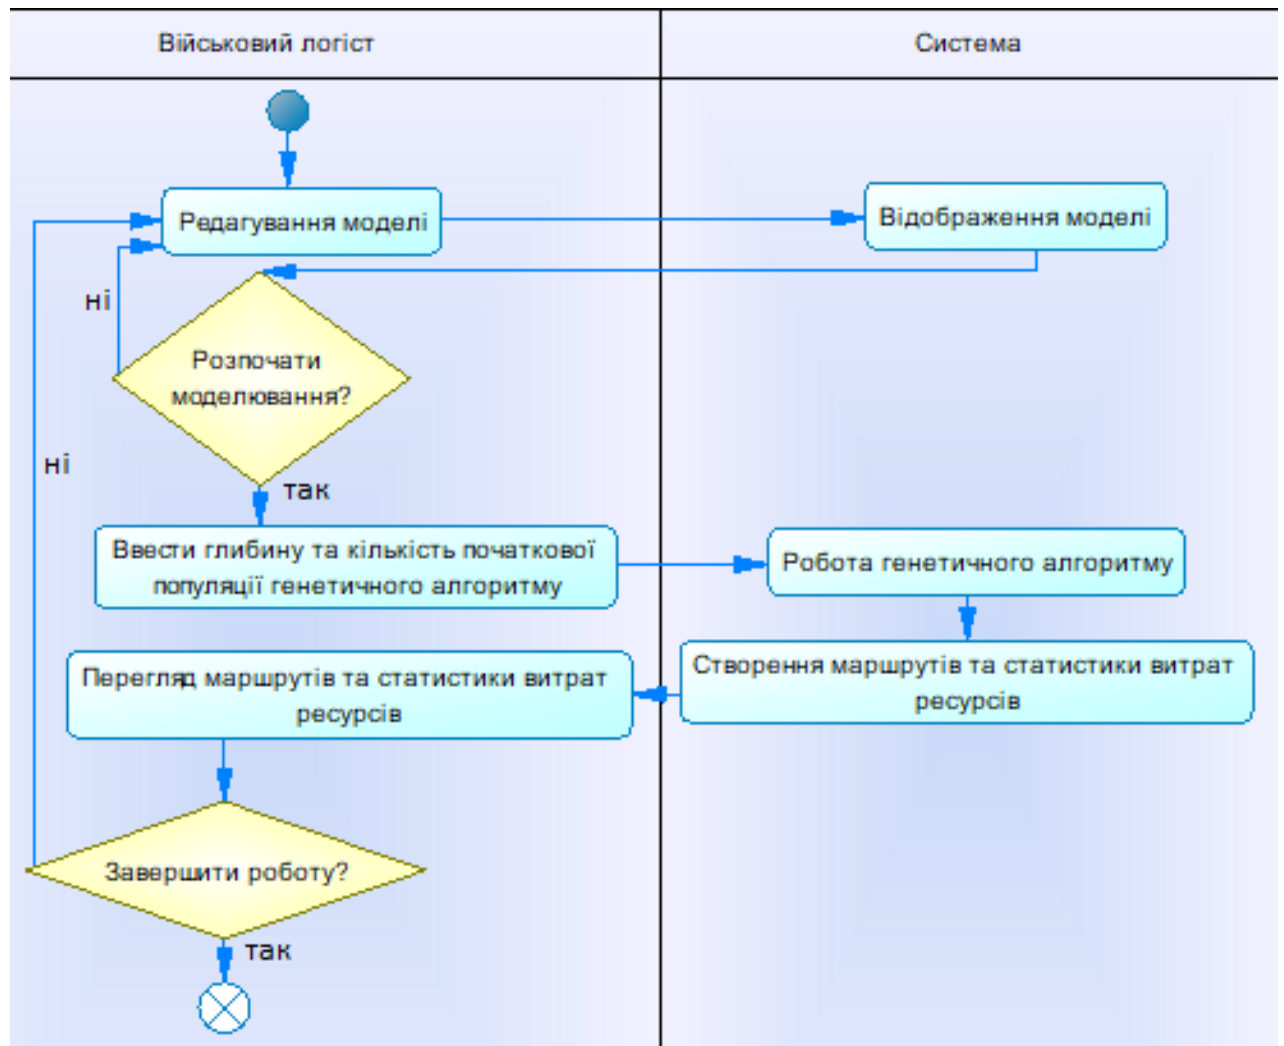 Військовий логіст
Система
Редагування моделі
Відображення моделі
ні
Розпочати
моделювання?
ні
так
Ввести глибину та кількість початкової
популяції генетичного алгоритму
Робота генетичного алгоритму
Перегляд маршрутів та статистики витрат
ресурсів
Створення маршрутів та статистики витрат
ресурсів
Завершити роботу?
так